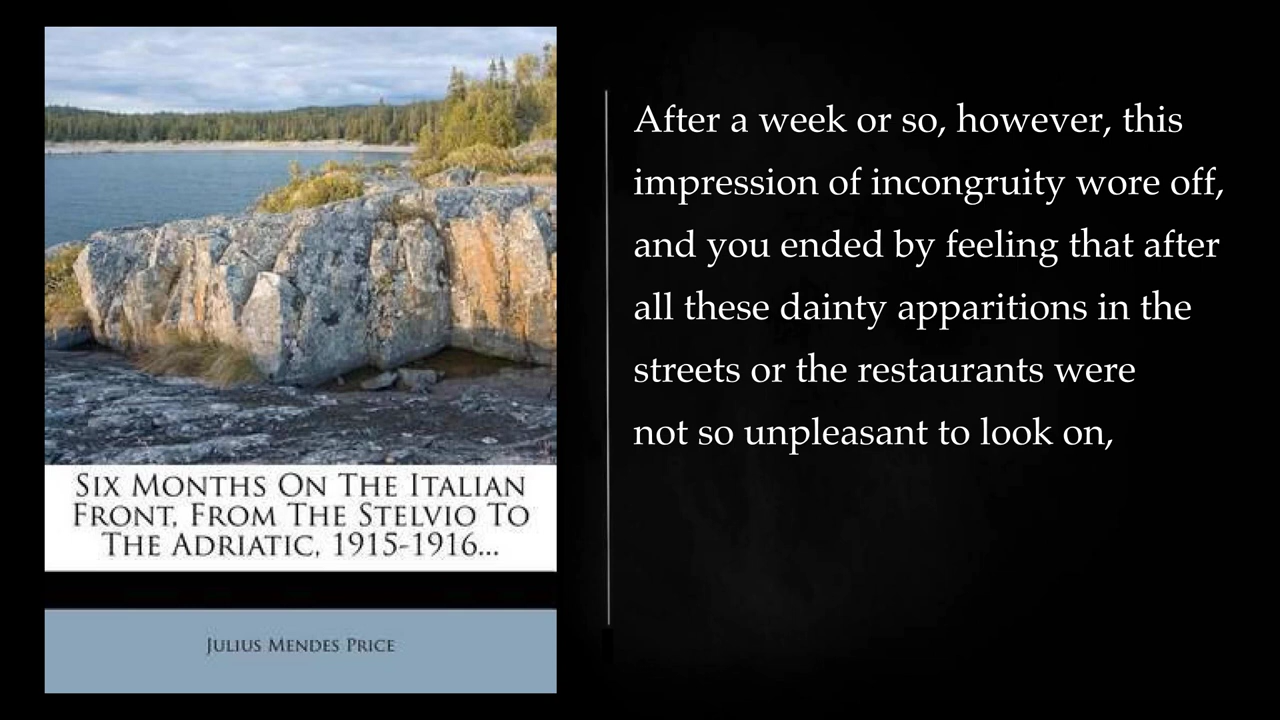 After a week or so, however, this
impression of incongruity wore off,
and you ended by feeling that after
all these dainty apparitions in the
streets or the restaurants were
not so unpleasant to look on,
Six Months On The Italian
Front, From The Stelvio To
The Adriatic, 1915-1916...
Julius Mendes Price